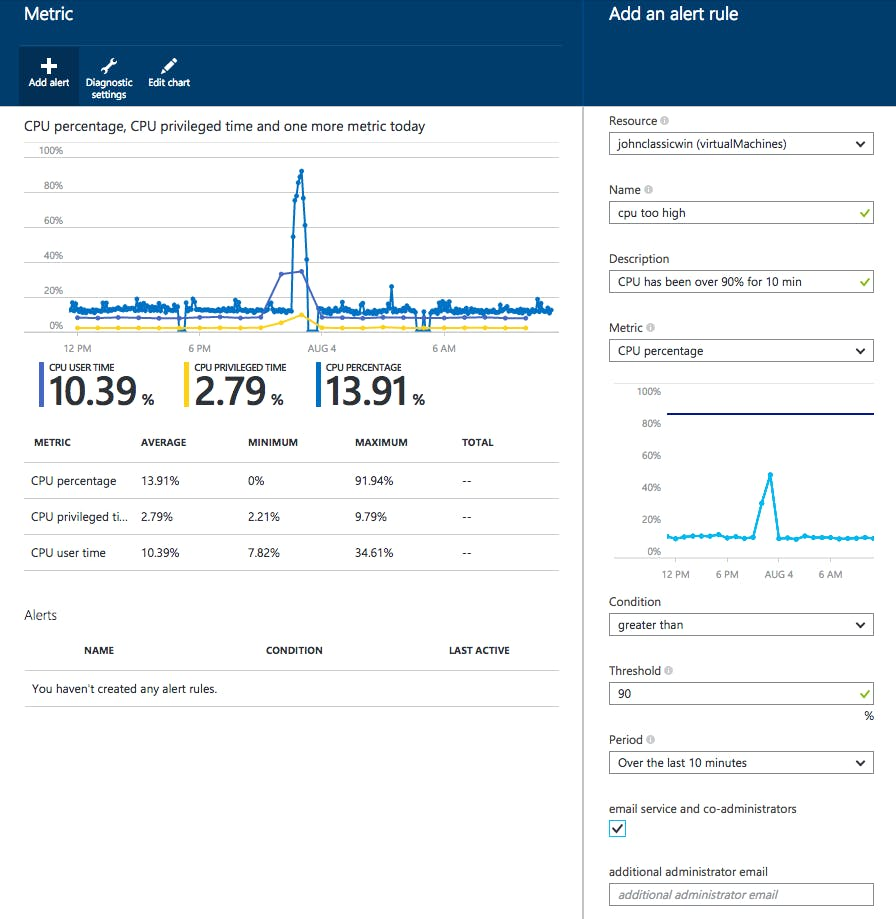 Metric
Add alert
Diagnostic
settings
Edit chart
CPU percentage, CPU privileged time and one more metric today
100%
80%
60%
40%
20%
0%
12 PM
6 PM
AUG 4
6 AM
CPU USER TIME
10.39 %
CPU PRIVILEGED TIME
2.79 %
CPU PERCENTAGE
13.91 %
METRIC AVERAGE MINIMUM MAXIMUM TOTAL
CPU percentage 13.91% 0% 91.94% --
CPU privileged ti... 2.79% 2.21% 9.79% --
CPU user time 10.39% 7.82% 34.61% --
Alerts
NAME CONDITION LAST ACTIVE
You haven't created any alert rules.
Add an alert rule
Resource
johnclassicwin (virtualMachines)
Name
cpu too high
Description
CPU has been over 90% for 10 min
Metric
CPU percentage
100%
80%
60%
40%
20%
0%
12 PM
6 PM
AUG 4
6 AM
Condition
greater than
Threshold
90
%
Period
Over the last 10 minutes
email service and co-administrators
additional administrator email
additional administrator email